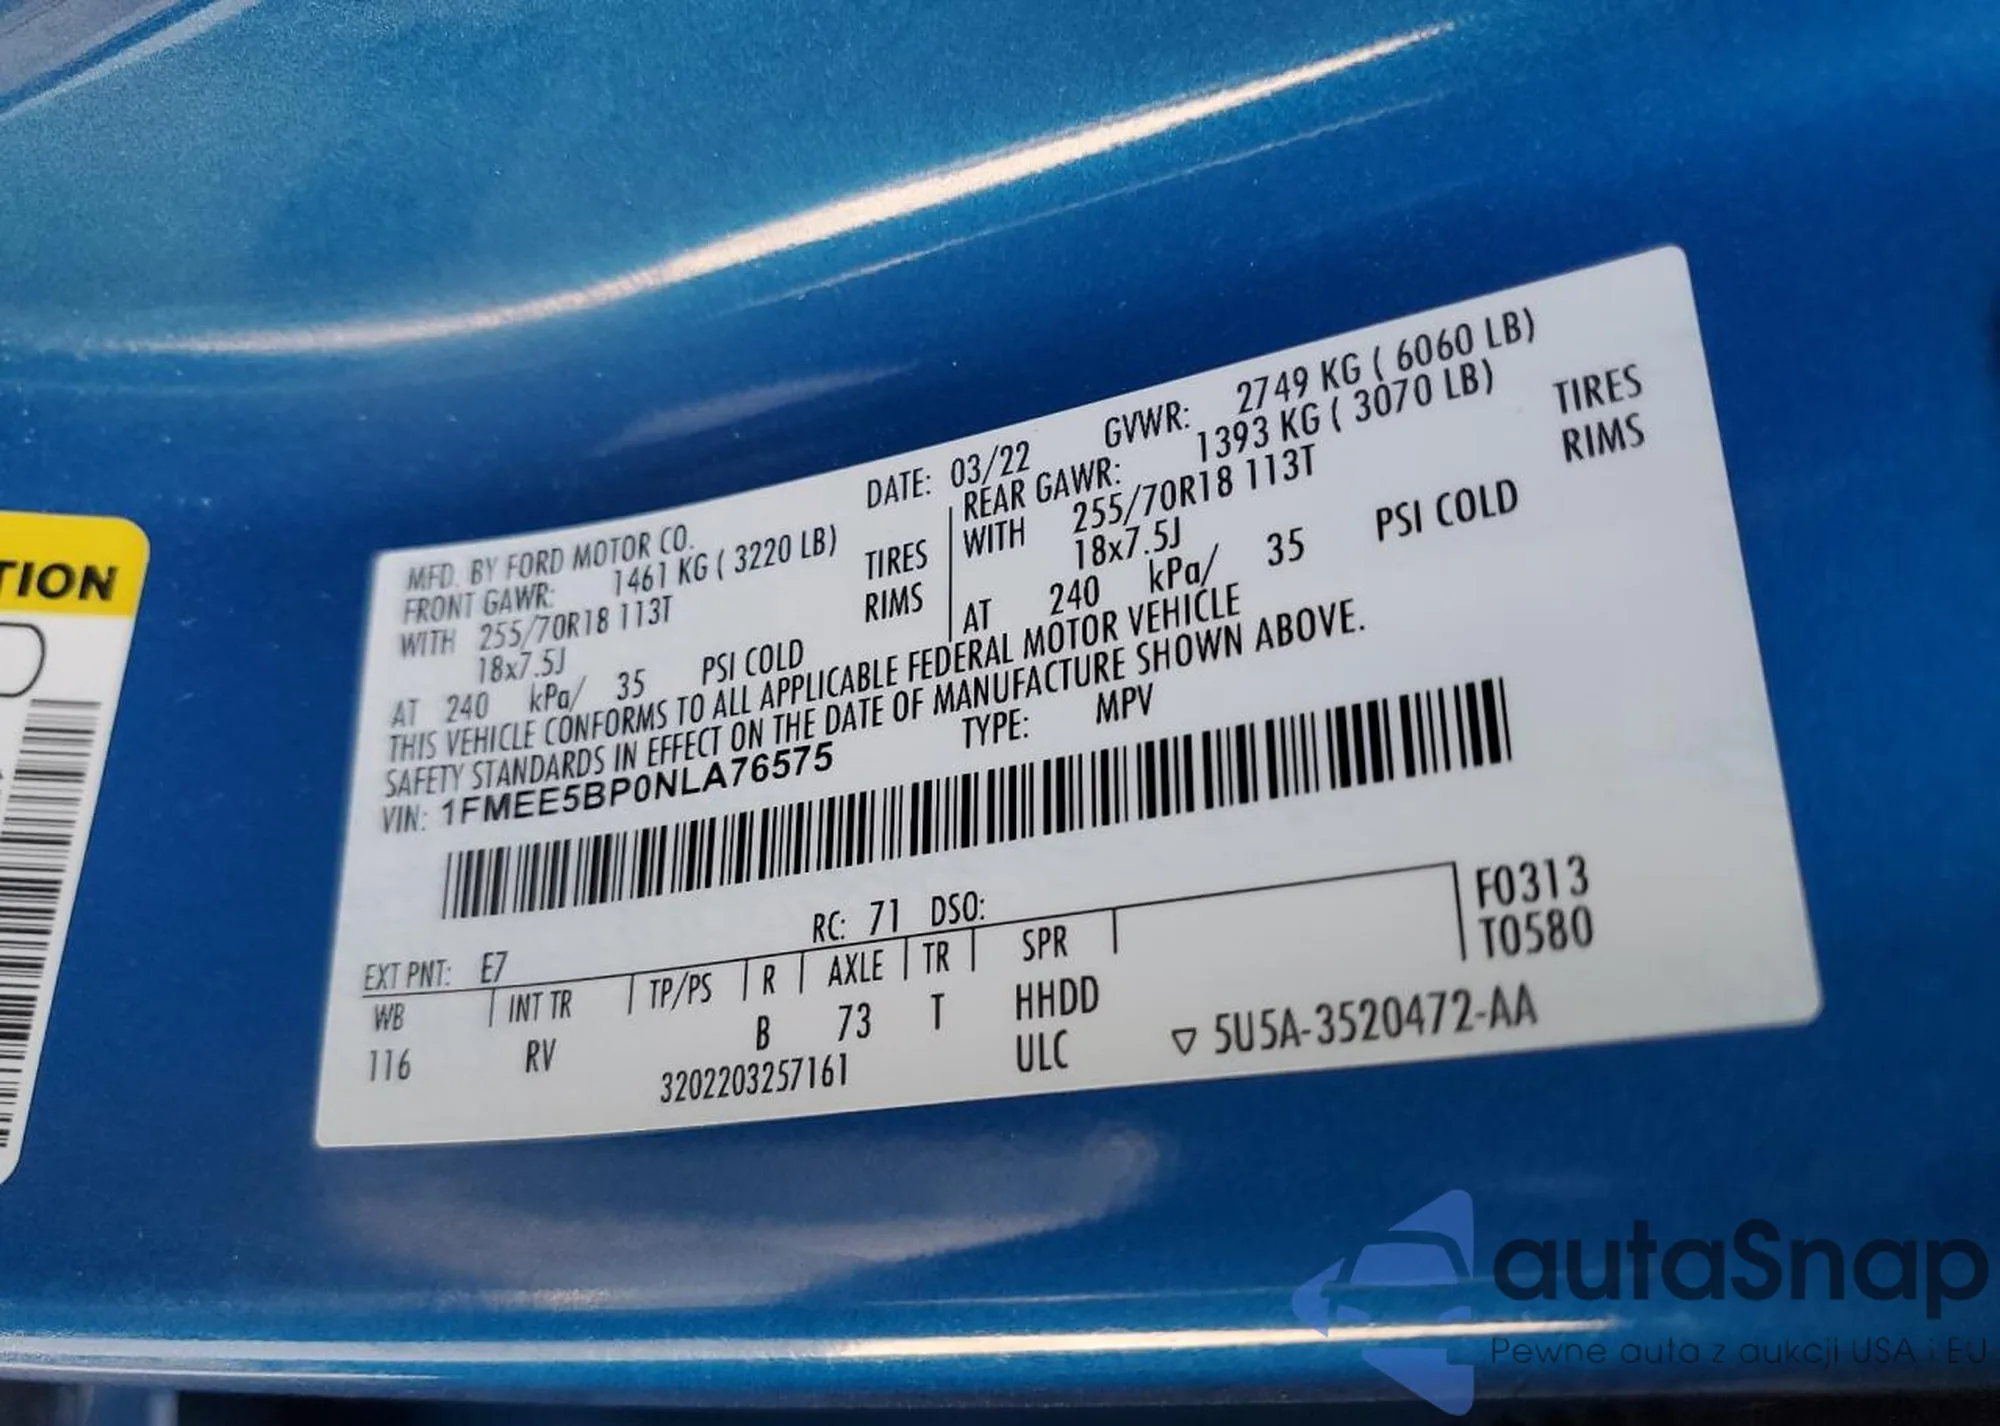 TION
MFD. BY FORD MOTOR CO.
DATE: 03/22
GVWR: 2749 KG ( 6060 LB)
FRONT GAWR: 1461 KG ( 3220 LB)
REAR GAWR: 1393 KG ( 3070 LB)
WITH 255/70R18 113T TIRES
WITH 255/70R18 113T TIRES
18x7.5J RIMS
18x7.5J RIMS
AT 240 kPa/ 35 PSI COLD
AT 240 kPa/ 35 PSI COLD
THIS VEHICLE CONFORMS TO ALL APPLICABLE FEDERAL MOTOR VEHICLE
SAFETY STANDARDS IN EFFECT ON THE DATE OF MANUFACTURE SHOWN ABOVE.
VIN: 1FMEE5BP0NLA76575 TYPE: MPV
F0313
T0580
EXT PNT: E7 RC: 71 DSO:
WB INT TR TP/PS R AXLE TR SPR
116 RV B 73 T HHDD
3202203257161 ULC ▽ 5U5A-3520472-AA
autaSnap
Pewne auta z aukcji USA i EU